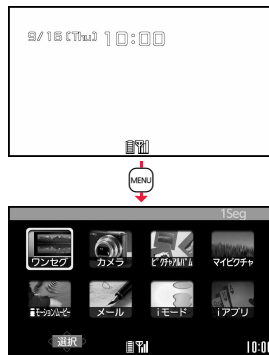 9/16(Thu) 10:00
MENU
1Seg
ワンセグ カメラ ピクチャアルバム マイピクチャ
iモーションムービー メール iモード iアプリ
選択 10:00